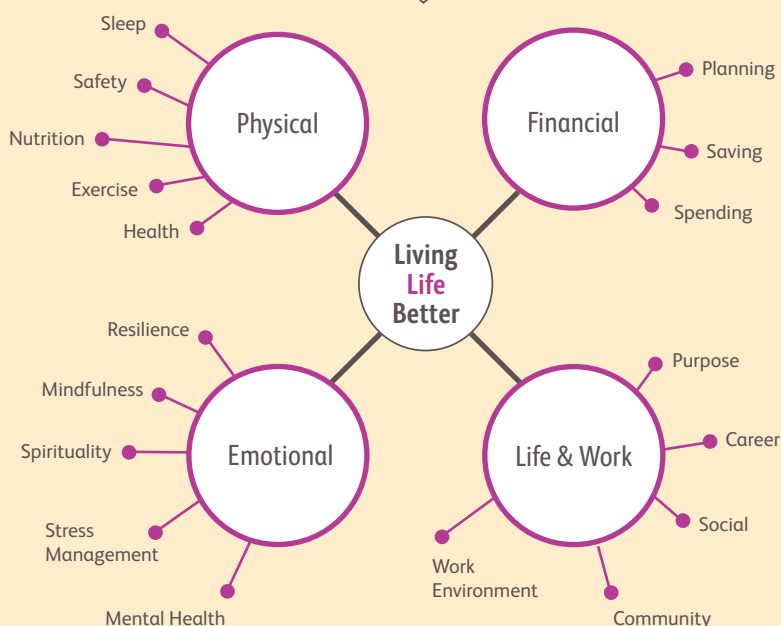 Sleep
Safety
Nutrition
Exercise
Health
Physical
Financial
Planning
Saving
Spending
Living
Life
Better
Resilience
Mindfulness
Spirituality
Stress
Management
Mental Health
Emotional
Life & Work
Purpose
Career
Social
Community
Work
Environment